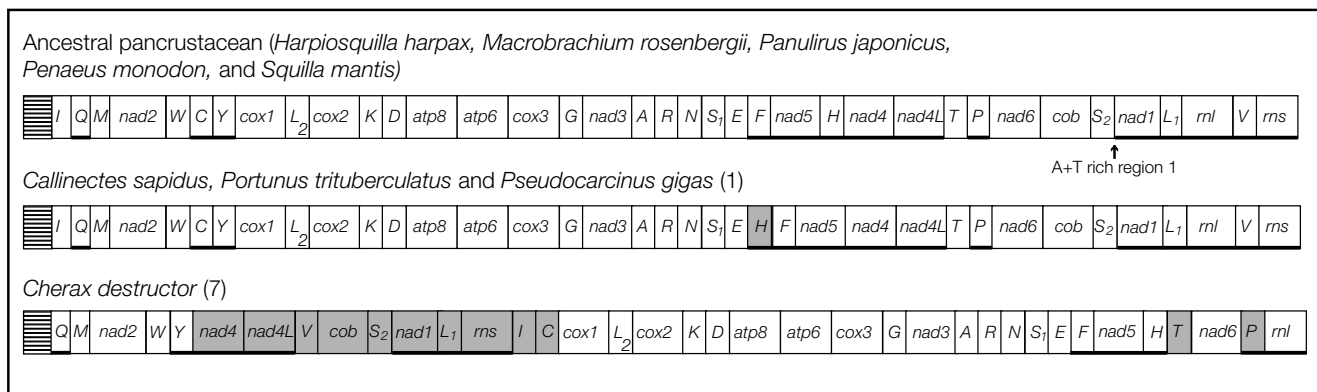 Ancestral pancrustacean (Harpiosquilla harpax, Macrobrachium rosenbergii, Panulirus japonicus,
Penaeus monodon, and Squilla mantis)
I Q M nad2 W C Y cox1 L2 cox2 K D atp8 atp6 cox3 G nad3 A R N S1 E F nad5 H nad4 nad4L T P nad6 cob S2 nad1 L1 rnl V rns
A+T rich region 1
Callinectes sapidus, Portunus trituberculatus and Pseudocarcinus gigas (1)
I Q M nad2 W C Y cox1 L2 cox2 K D atp8 atp6 cox3 G nad3 A R N S1 E H F nad5 nad4 nad4L T P nad6 cob S2 nad1 L1 rnl V rns
Cherax destructor (7)
Q M nad2 W Y nad4 nad4L V cob S2 nad1 L1 rns I C cox1 L2 cox2 K D atp8 atp6 cox3 G nad3 A R N S1 E F nad5 H T nad6 P rnl